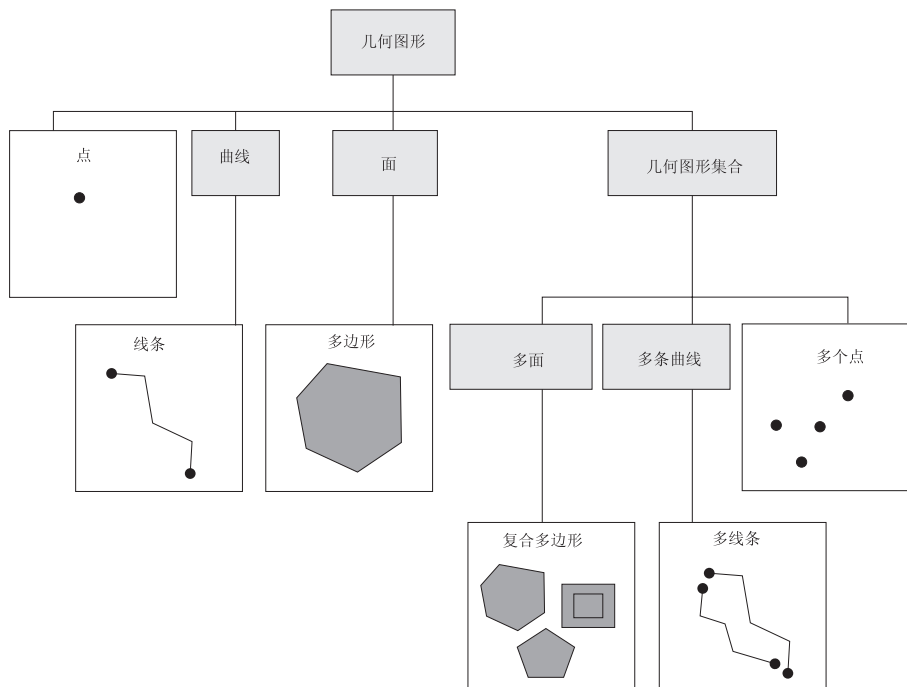 几何图形
点
曲线
面
几何图形集合
线条
多边形
多面
多条曲线
多个点
复合多边形
多线条